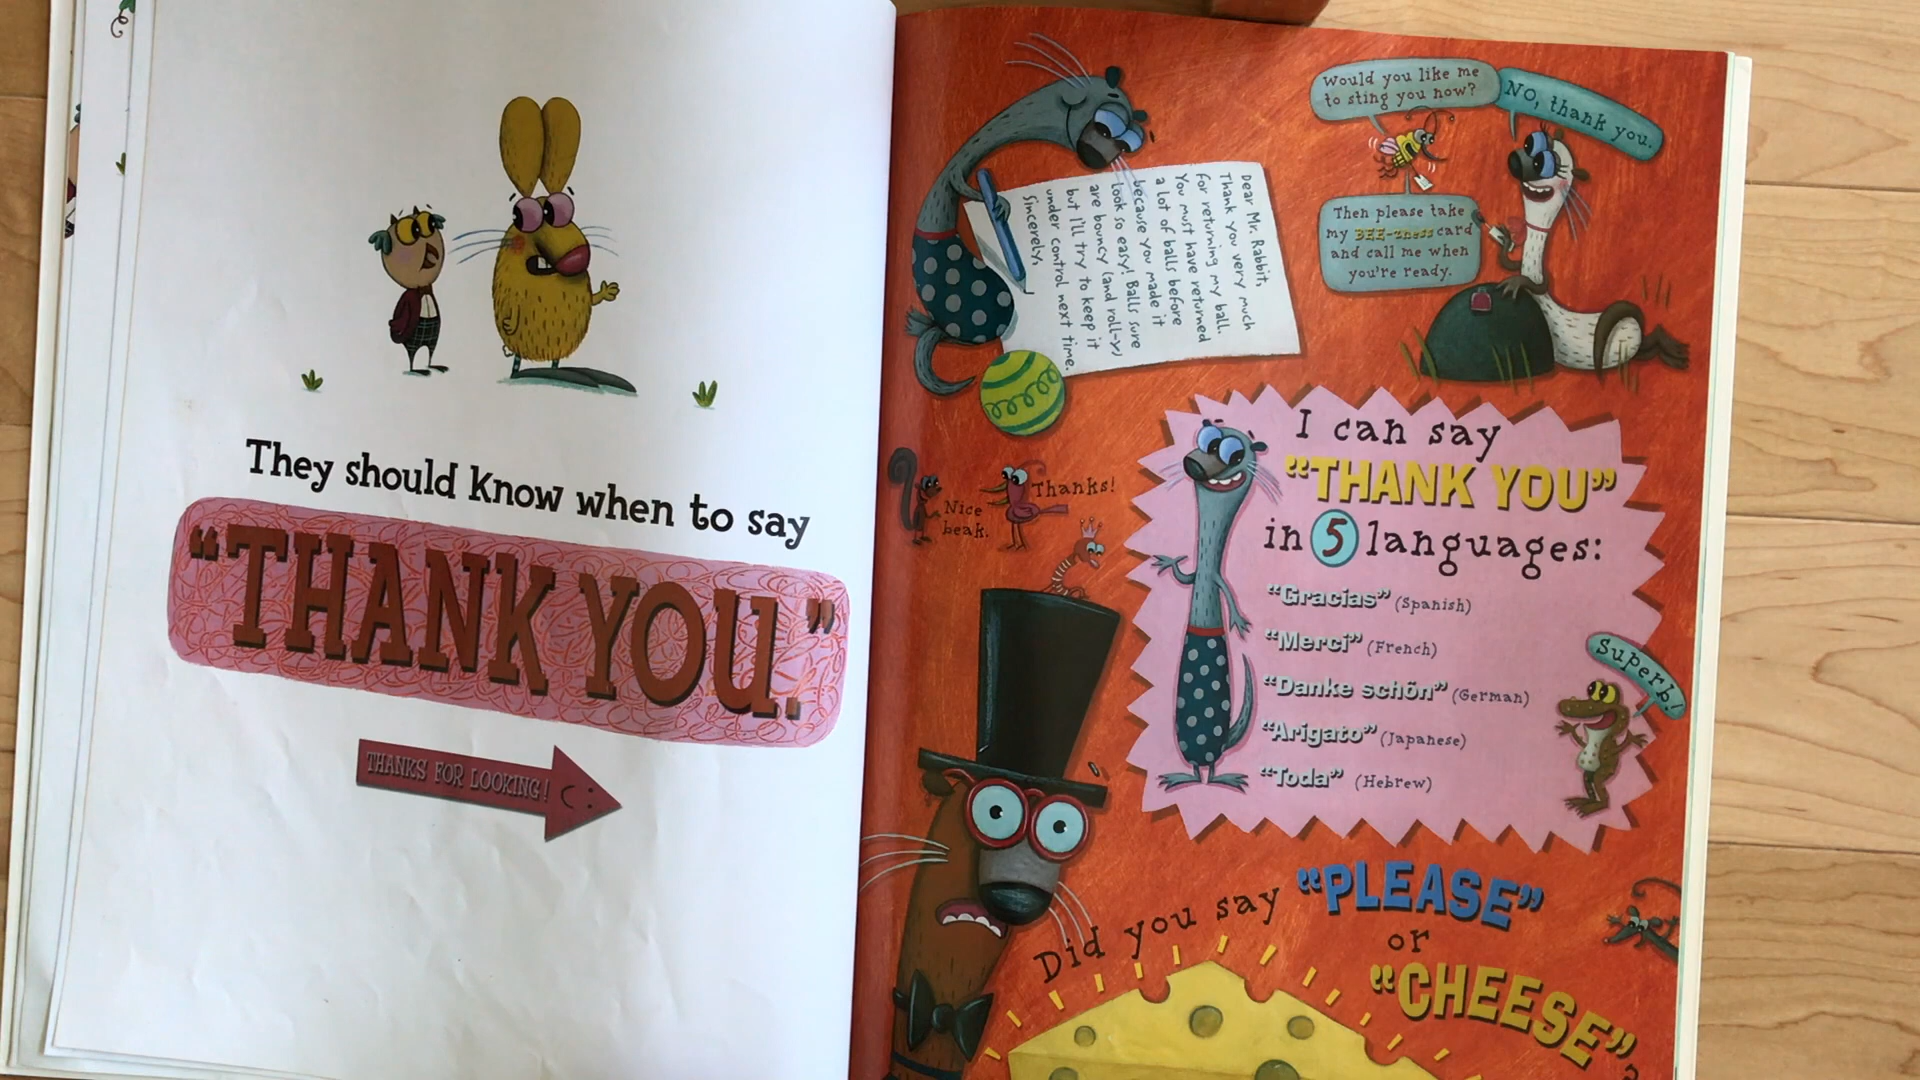 They should know when to say
“THANK YOU.”
THANKS FOR LOOKING!
Dear Mr. Rabbit,
Thank you very much
for returning my ball.
You must have returned
a lot of balls before
because you made it
look so easy! Balls sure
are bouncy (and roll-y)
but I'll try to keep it
under control next time.
Sincerely,
Would you like me
to sting you now?
NO, thank you.
Then please take
my BEE-zness card
and call me when
you're ready.
Nice
beak.
Thanks!
I can say
“THANK YOU”
in 5 languages:
“Gracias” (Spanish)
“Merci” (French)
“Danke schön” (German)
“Arigato” (Japanese)
“Toda” (Hebrew)
Superb!
Did you say “PLEASE”
or
“CHEESE”?